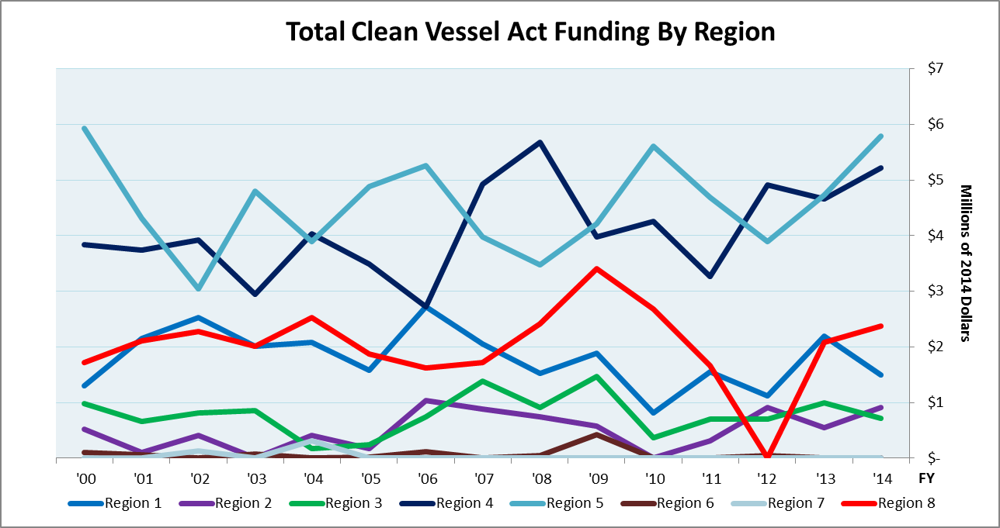 Total Clean Vessel Act Funding By Region
$7
$6
$5
$4
$3
$2
$1
$-
Millions of 2014 Dollars
'00 '01 '02 '03 '04 '05 '06 '07 '08 '09 '10 '11 '12 '13 '14 FY
Region 1 Region 2 Region 3 Region 4 Region 5 Region 6 Region 7 Region 8